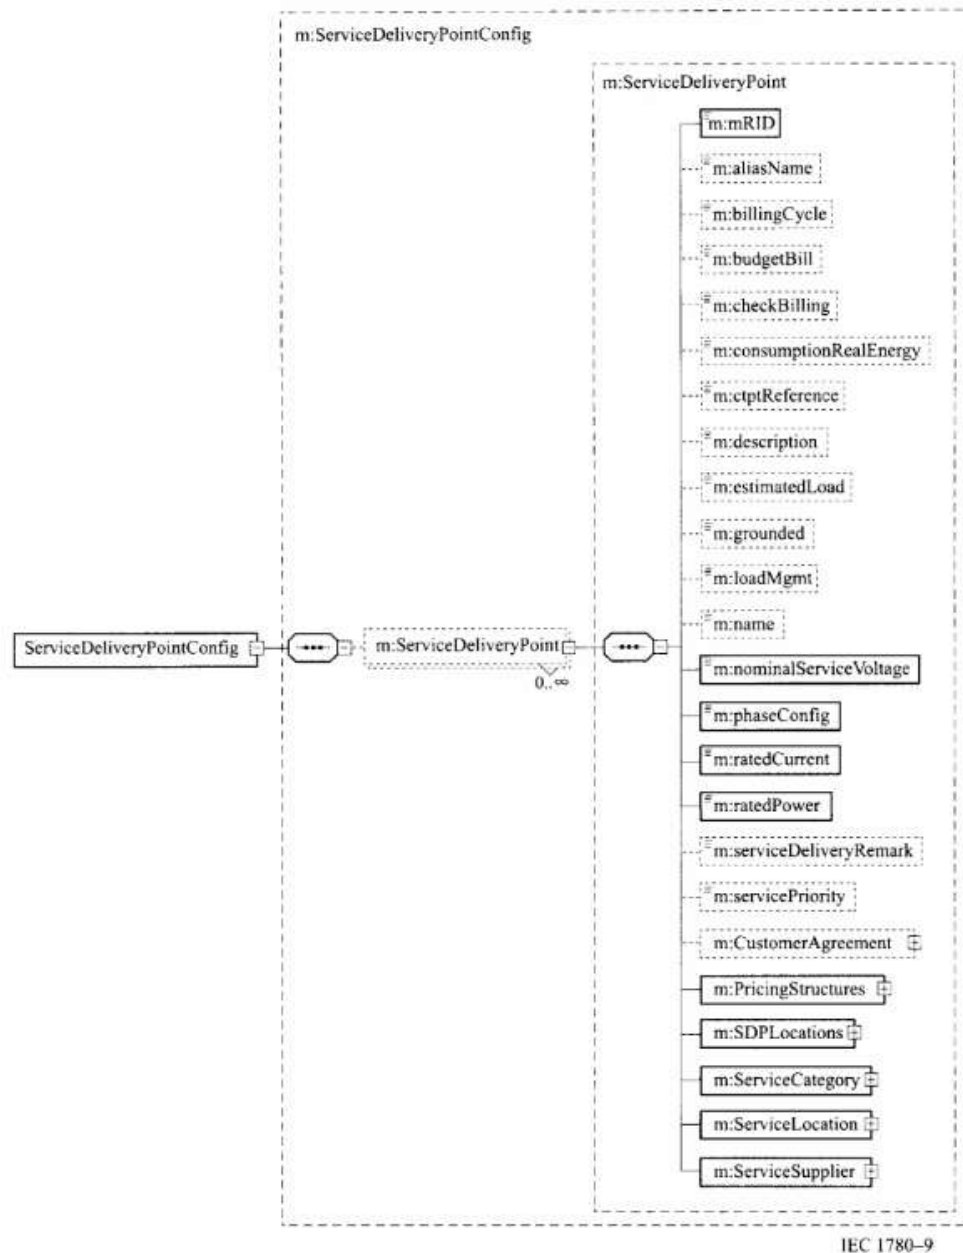 m:ServiceDeliveryPointConfig
m:ServiceDeliveryPoint
m:mRID
m:aliasName
m:billingCycle
m:budgetBill
m:checkBilling
m:consumptionRealEnergy
m:ctptReference
m:description
m:estimatedLoad
m:grounded
m:loadMgmt
m:name
ServiceDeliveryPointConfig
m:ServiceDeliveryPoint
0..∞
m:nominalServiceVoltage
m:phaseConfig
m:ratedCurrent
m:ratedPower
m:serviceDeliveryRemark
m:servicePriority
m:CustomerAgreement
m:PricingStructures
m:SDPLocations
m:ServiceCategory
m:ServiceLocation
m:ServiceSupplier
IEC 1780–9